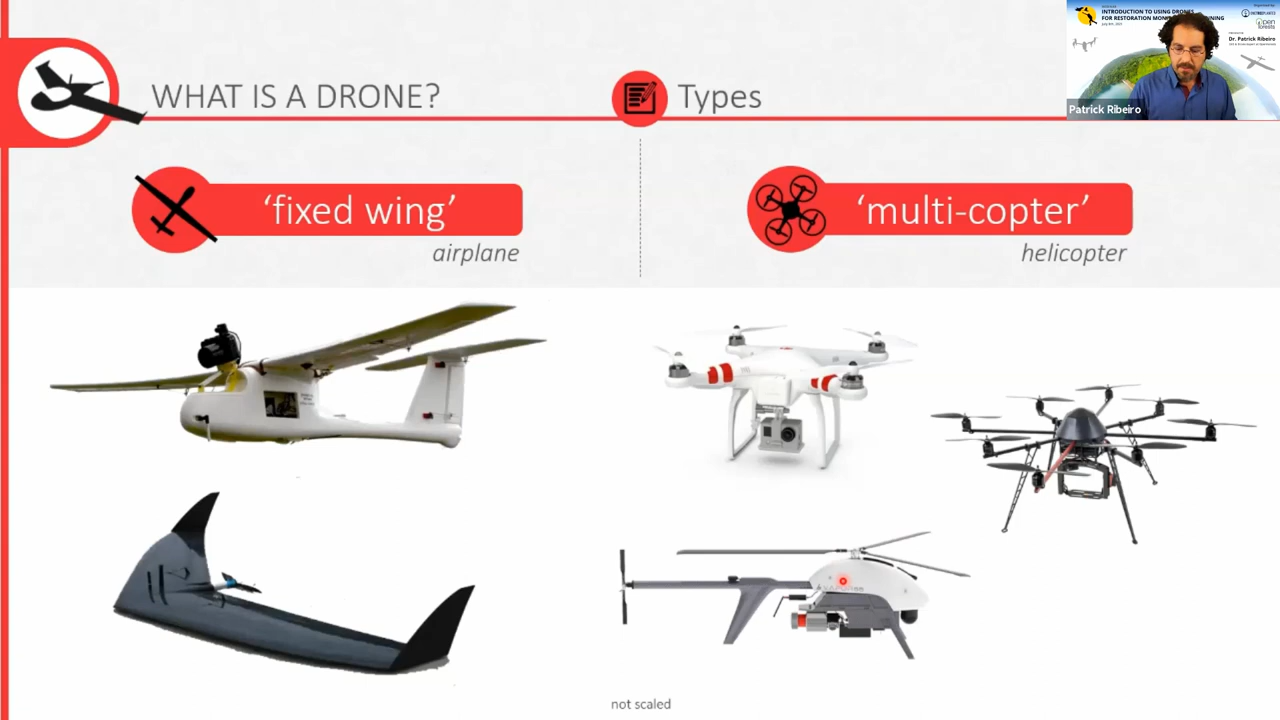 WHAT IS A DRONE?
Types
INTRODUCTION TO USING DRONES
FOR RESTORATION
Dr. Patrick Ribeiro
Patrick Ribeiro
‘fixed wing’
airplane
‘multi-copter’
helicopter
not scaled